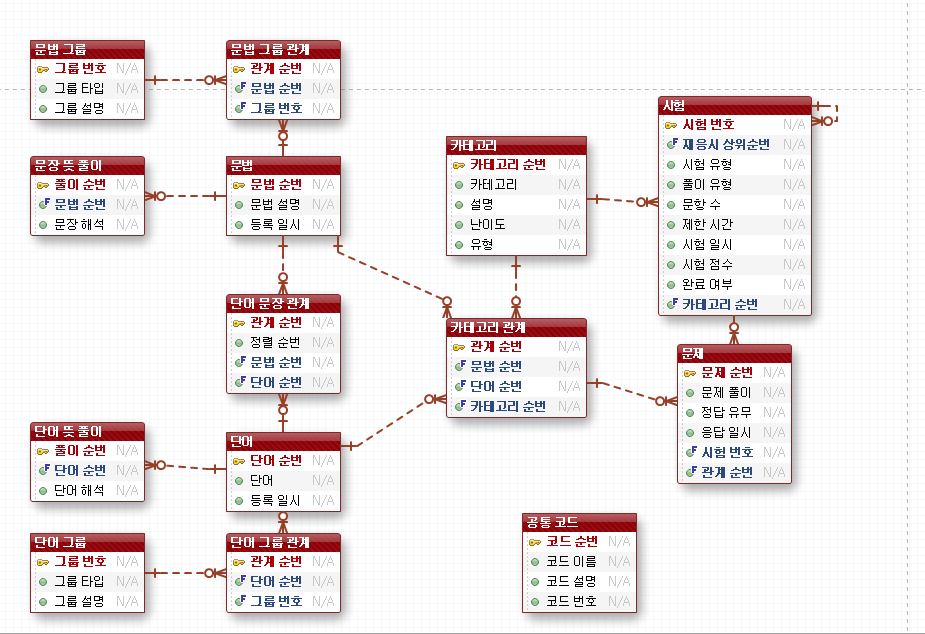 문법 그룹
그룹 번호 N/A
그룹 타입 N/A
그룹 설명 N/A
문법 그룹 관계
관계 순번 N/A
문법 순번 N/A
그룹 번호 N/A
문장 뜻 풀이
풀이 순번 N/A
문법 순번 N/A
문장 해석 N/A
문법
문법 순번 N/A
문법 설명 N/A
등록 일시 N/A
카테고리
카테고리 순번 N/A
카테고리 N/A
설명 N/A
난이도 N/A
유형 N/A
시험
시험 번호 N/A
재응시 상위순번 N/A
시험 유형 N/A
풀이 유형 N/A
문항 수 N/A
제한 시간 N/A
시험 일시 N/A
시험 점수 N/A
완료 여부 N/A
카테고리 순번 N/A
단어 문장 관계
관계 순번 N/A
정렬 순번 N/A
문법 순번 N/A
단어 순번 N/A
카테고리 관계
관계 순번 N/A
문법 순번 N/A
단어 순번 N/A
카테고리 순번 N/A
문제
문제 순번 N/A
문제 풀이 N/A
정답 유무 N/A
응답 일시 N/A
시험 번호 N/A
관계 순번 N/A
단어 뜻 풀이
풀이 순번 N/A
단어 순번 N/A
단어 해석 N/A
단어
단어 순번 N/A
단어 N/A
등록 일시 N/A
단어 그룹
그룹 번호 N/A
그룹 타입 N/A
그룹 설명 N/A
단어 그룹 관계
관계 순번 N/A
단어 순번 N/A
그룹 번호 N/A
공통 코드
코드 순번 N/A
코드 이름 N/A
코드 설명 N/A
코드 번호 N/A